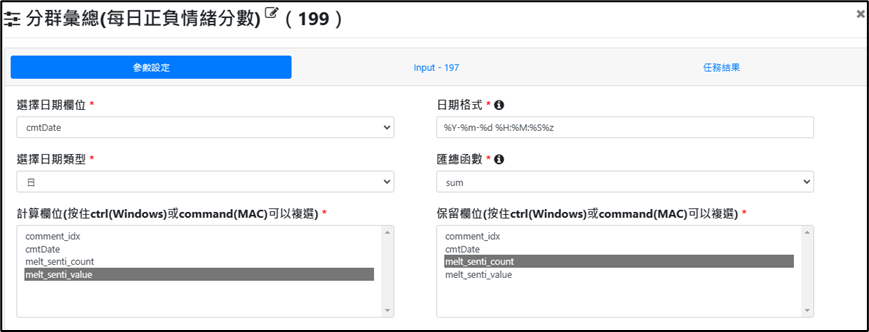 分群彙總(每日正負情緒分數) （199）
參數設定 Input - 197 任務結果
選擇日期欄位 * 日期格式 *
cmtDate %Y-%m-%d %H:%M:%S%z
選擇日期類型 * 匯總函數 *
日 sum
計算欄位(按住ctrl(Windows)或command(MAC)可以複選) * 保留欄位(按住ctrl(Windows)或command(MAC)可以複選) *
comment_idx comment_idx
cmtDate cmtDate
melt_senti_count melt_senti_count
melt_senti_value melt_senti_value